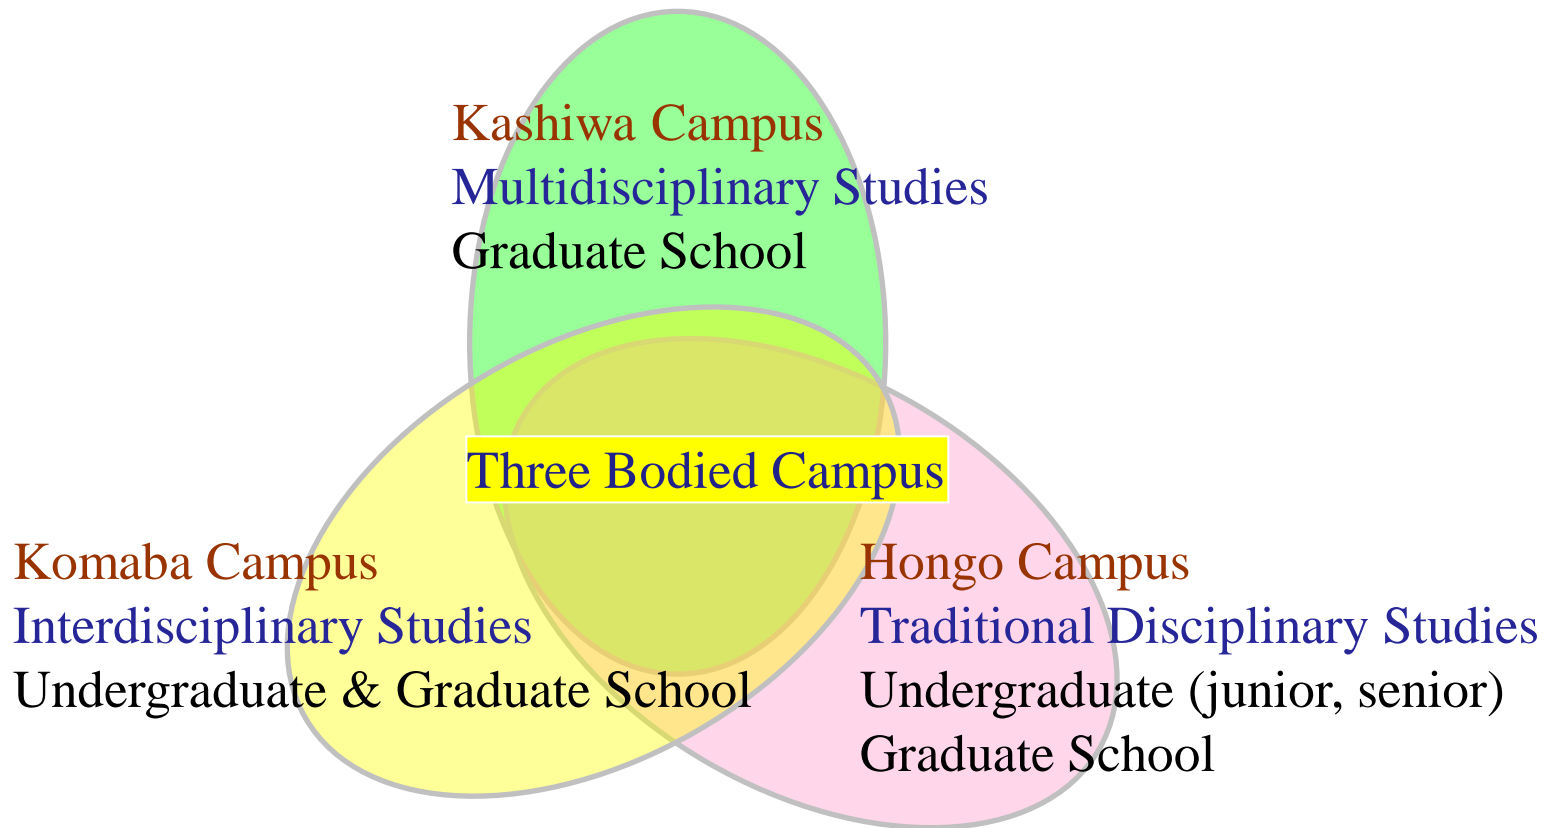 Kashiwa Campus
Multidisciplinary Studies
Graduate School
Three Bodied Campus
Komaba Campus
Interdisciplinary Studies
Undergraduate & Graduate School
Hongo Campus
Traditional Disciplinary Studies
Undergraduate (junior, senior)
Graduate School